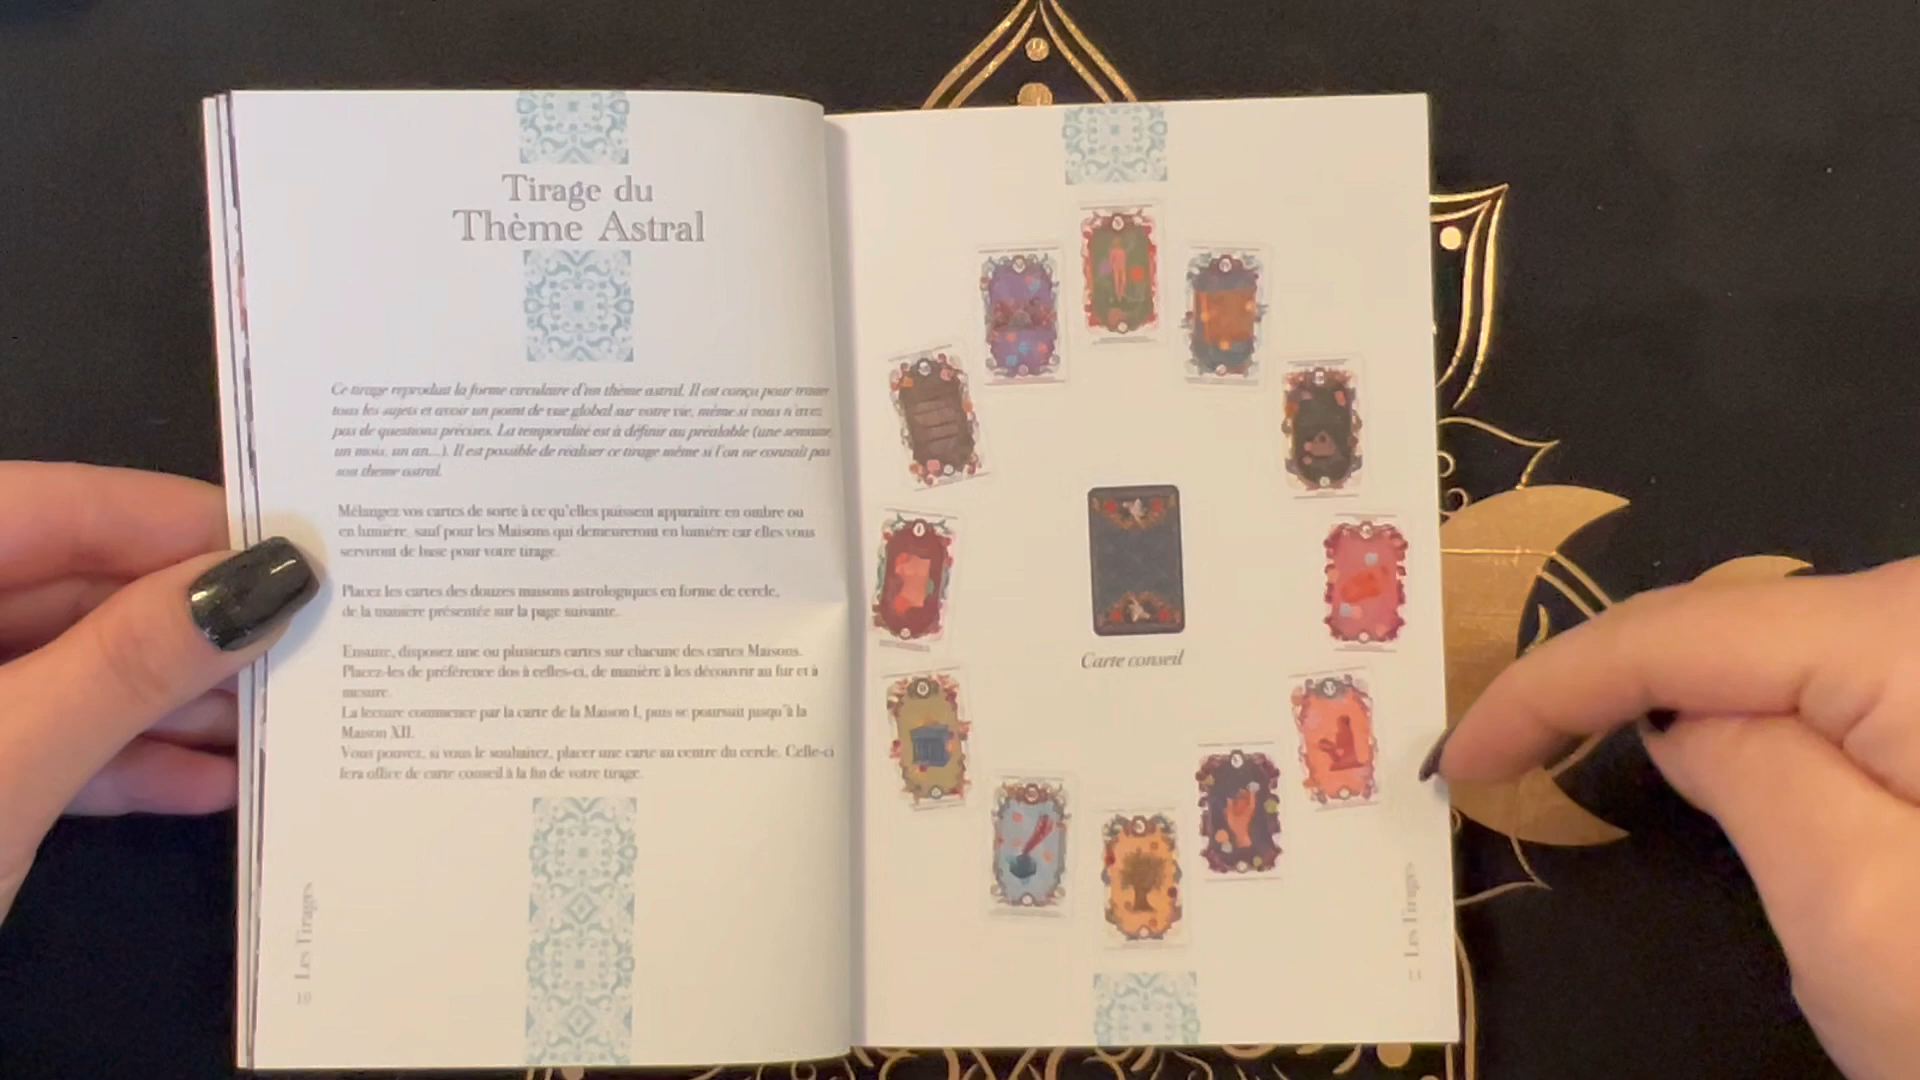 Tirage du
Thème Astral
Ce tirage reproduit la forme circulaire d'un thème astral. Il est conçu pour traiter
tous les sujets et avoir un point de vue global sur votre vie, même si vous n'avez
pas de questions précises. La temporalité est à définir au préalable (une semaine,
un mois, un an...). Il est possible de réaliser ce tirage même si l'on ne connaît pas
son thème astral.
Mélangez vos cartes de sorte à ce qu'elles puissent apparaître en ombre ou
en lumière, sauf pour les Maisons qui demeureront en lumière car elles vous
serviront de base pour votre tirage.
Placez les cartes des douzes maisons astrologiques en forme de cercle,
de la manière présentée sur la page suivante.
Ensuite, disposez une ou plusieurs cartes sur chacune des cartes Maisons.
Placez-les de préférence dos à celles-ci, de manière à les découvrir au fur et à
mesure.
La lecture commence par la carte de la Maison I, puis se poursuit jusqu'à la
Maison XII.
Vous pouvez, si vous le souhaitez, placer une carte au centre du cercle. Celle-ci
fera office de carte conseil à la fin de votre tirage.
Les Tirages
10
Carte conseil
Les Tirages
11